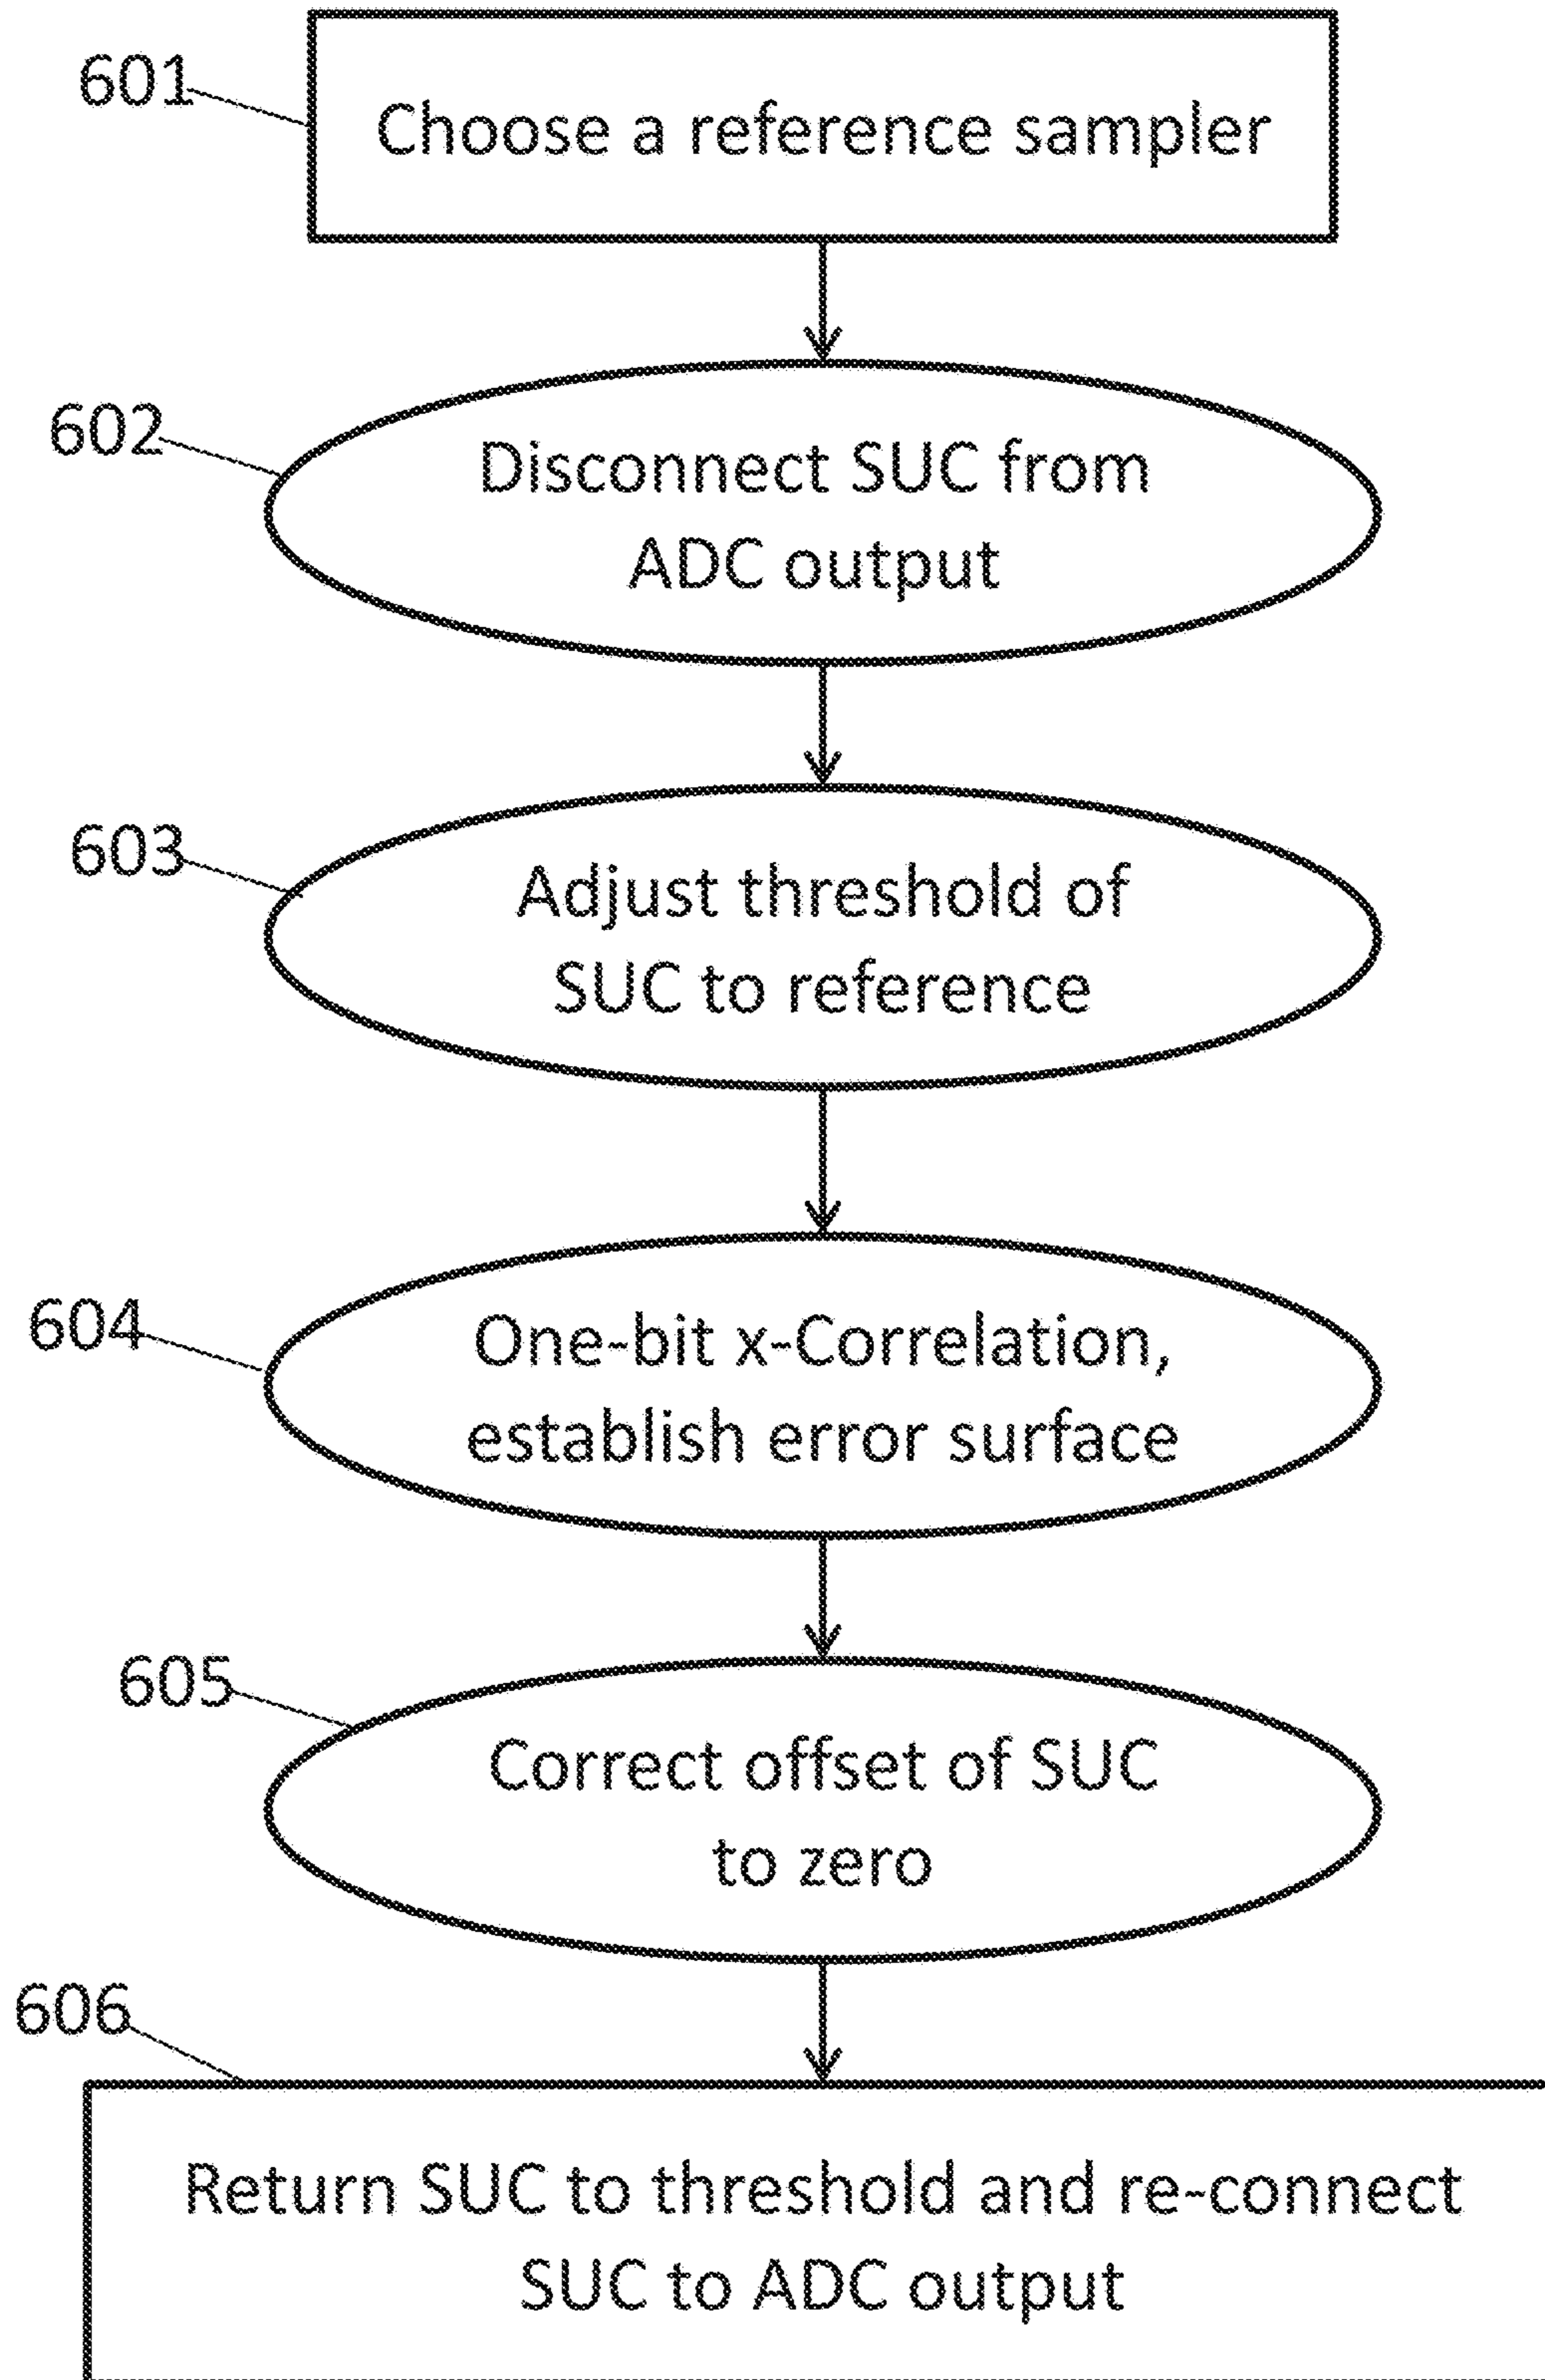 601
Choose a reference sampler
602
Disconnect SUC from
ADC output
603
Adjust threshold of
SUC to reference
604
One-bit x-Correlation,
establish error surface
605
Correct offset of SUC
to zero
606
Return SUC to threshold and re-connect
SUC to ADC output